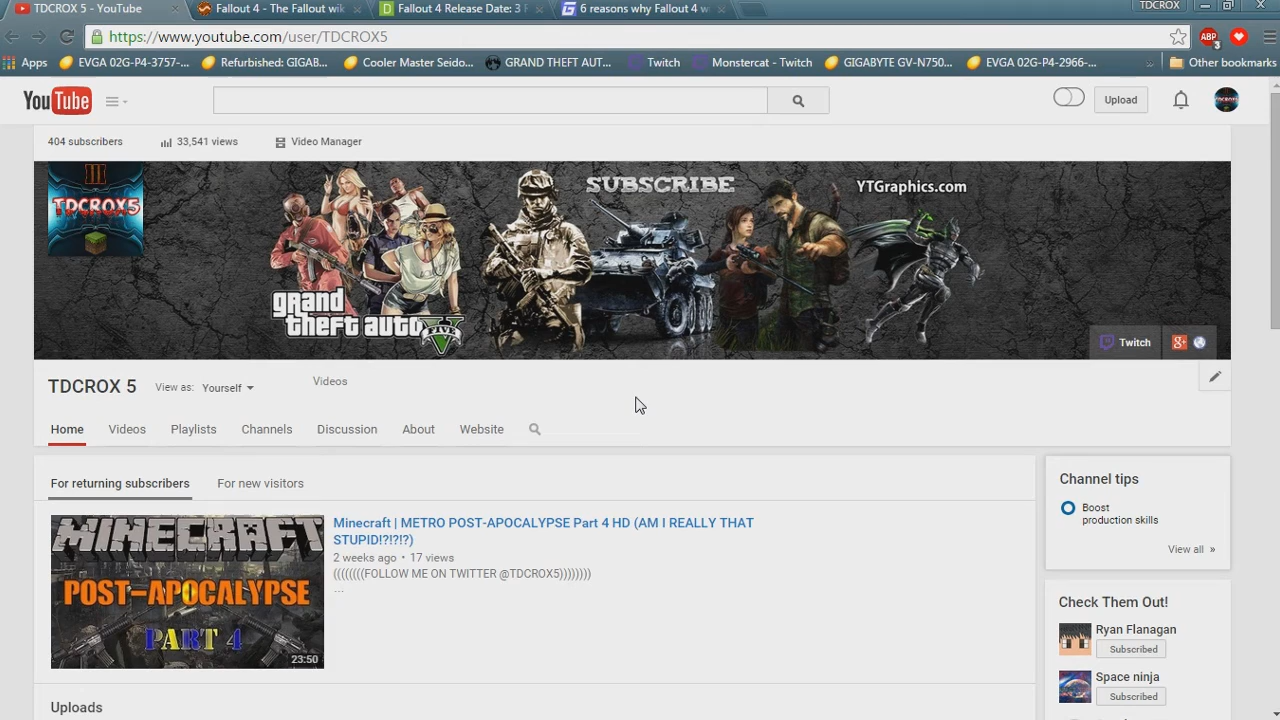 TDCROX 5 - YouTube
Fallout 4 - The Fallout wik
Fallout 4 Release Date: 3 F
6 reasons why Fallout 4 w
TDCROX
https://www.youtube.com/user/TDCROX5
ABP
3
Apps
EVGA 02G-P4-3757-...
Refurbished: GIGAB...
Cooler Master Seido...
GRAND THEFT AUT...
Twitch
Monstercat - Twitch
GIGABYTE GV-N750...
EVGA 02G-P4-2966-...
»
Other bookmarks
YouTube
Upload
404 subscribers
33,541 views
Video Manager
III
TDCROX5
grand
theft auto
FIVE
SUBSCRIBE
YTGraphics.com
Twitch
g+
TDCROX 5
View as:
Yourself
Videos
Home
Videos
Playlists
Channels
Discussion
About
Website
For returning subscribers
For new visitors
MINECRAFT
POST-APOCALYPSE
PART 4
23:50
Minecraft | METRO POST-APOCALYPSE Part 4 HD (AM I REALLY THAT
STUPID!?!?!?)
2 weeks ago • 17 views
((((((((FOLLOW ME ON TWITTER @TDCROX5))))))))
...
Uploads
Channel tips
Boost
production skills
View all »
Check Them Out!
Ryan Flanagan
Subscribed
Space ninja
Subscribed